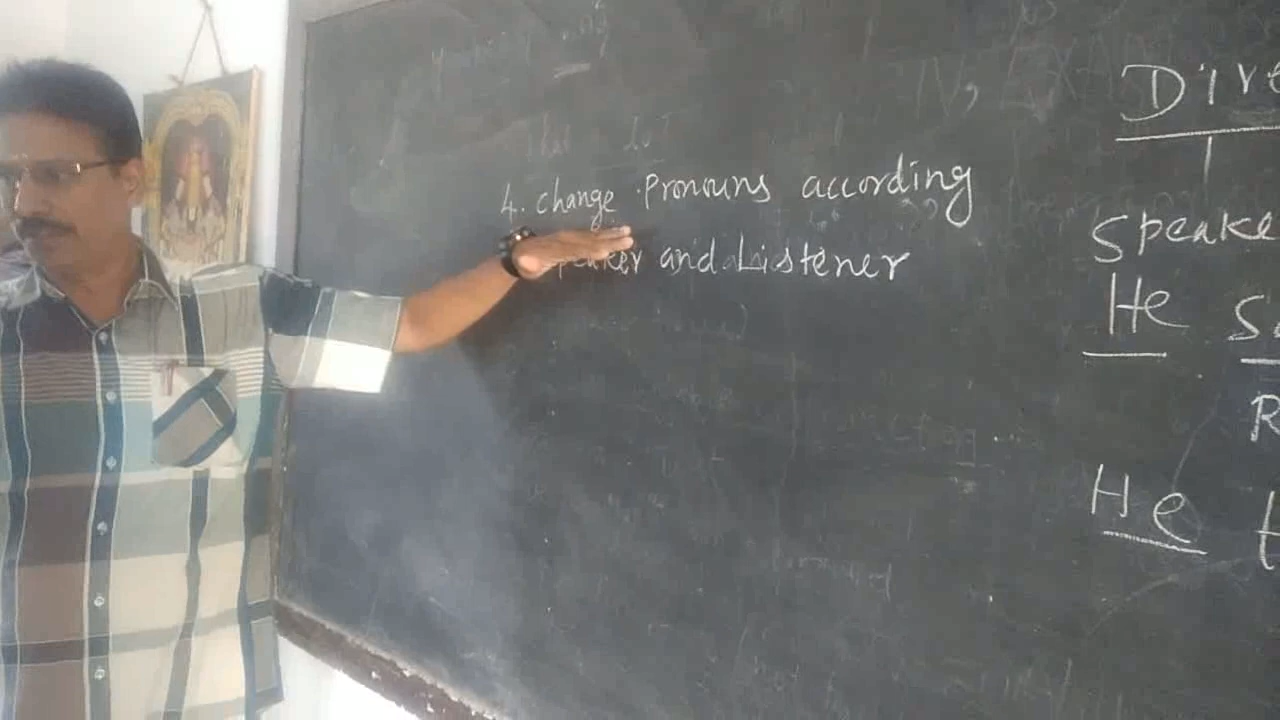 4. change Pronouns according
Speaker and Listener
Dire
Speake
He
R
He